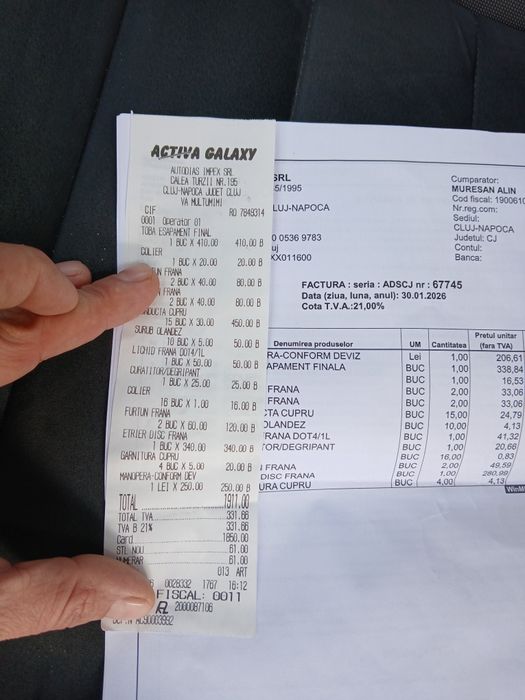 ACTIVA GALAXY
AUTODIAS IMPEX SRL
CALEA TURZII NR.195
CLUJ-NAPOCA JUDET CLUJ
VA MULTUMIM!
CIF RO 7849314
0001 Operator 01
TOBA ESAPAMENT FINAL
1 BUC X 410.00 410.00 B
COLIER
1 BUC X 20.00 20.00 B
FRANA
2 BUC X 40.00 80.00 B
FRANA
2 BUC X 40.00 80.00 B
CUPRU
15 BUC X 30.00 450.00 B
SURUB OLANDEZ
10 BUC X 5.00 50.00 B
LICHID FRANA DOT4/1L
1 BUC X 50.00 50.00 B
CURATITOR/DEGRIPANT
1 BUC X 25.00 25.00 B
COLIER
16 BUC X 1.00 16.00 B
FURTUN FRANA
2 BUC X 60.00 120.00 B
ETRIER DISC FRANA
1 BUC X 340.00 340.00 B
GARNITURA CUPRU
4 BUC X 5.00 20.00 B
MANOPERA-CONFORM DEV
1 LEI X 250.00 250.00 B
TOTAL 1911.00
TOTAL TVA 331.66
TVA B 21% 331.66
Card 1850.00
61.00
61.00
013 ART
0028332 1767 16:12
FISCAL: 0011
2000087106
SRL
5/1995
LUJ-NAPOCA
0 0536 9783
uj
XX011600
Cumparator:
MURESAN ALIN
Cod fiscal: 190061
Nr.reg.com:
Sediul:
CLUJ-NAPOCA
Judetul: CJ
Contul:
Banca:
FACTURA : seria : ADSCJ nr : 67745
Data (ziua, luna, anul): 30.01.2026
Cota T.V.A.:21,00%
Denumirea produselor UM Cantitatea Pretul unitar (fara TVA)
RA-CONFORM DEVIZ Lei 1,00 206,61
APAMENT FINALA BUC 1,00 338,84
BUC 1,00 16,53
FRANA BUC 2,00 33,06
FRANA BUC 2,00 33,06
CTA CUPRU BUC 15,00 24,79
OLANDEZ BUC 10,00 4,13
RANA DOT4/1L BUC 1,00 41,32
TOR/DEGRIPANT BUC 1,00 20,66
BUC 16,00 0,83
FRANA BUC 2,00 49,59
DISC FRANA BUC 1,00 280,99
URA CUPRU BUC 4,00 4,13
WinM